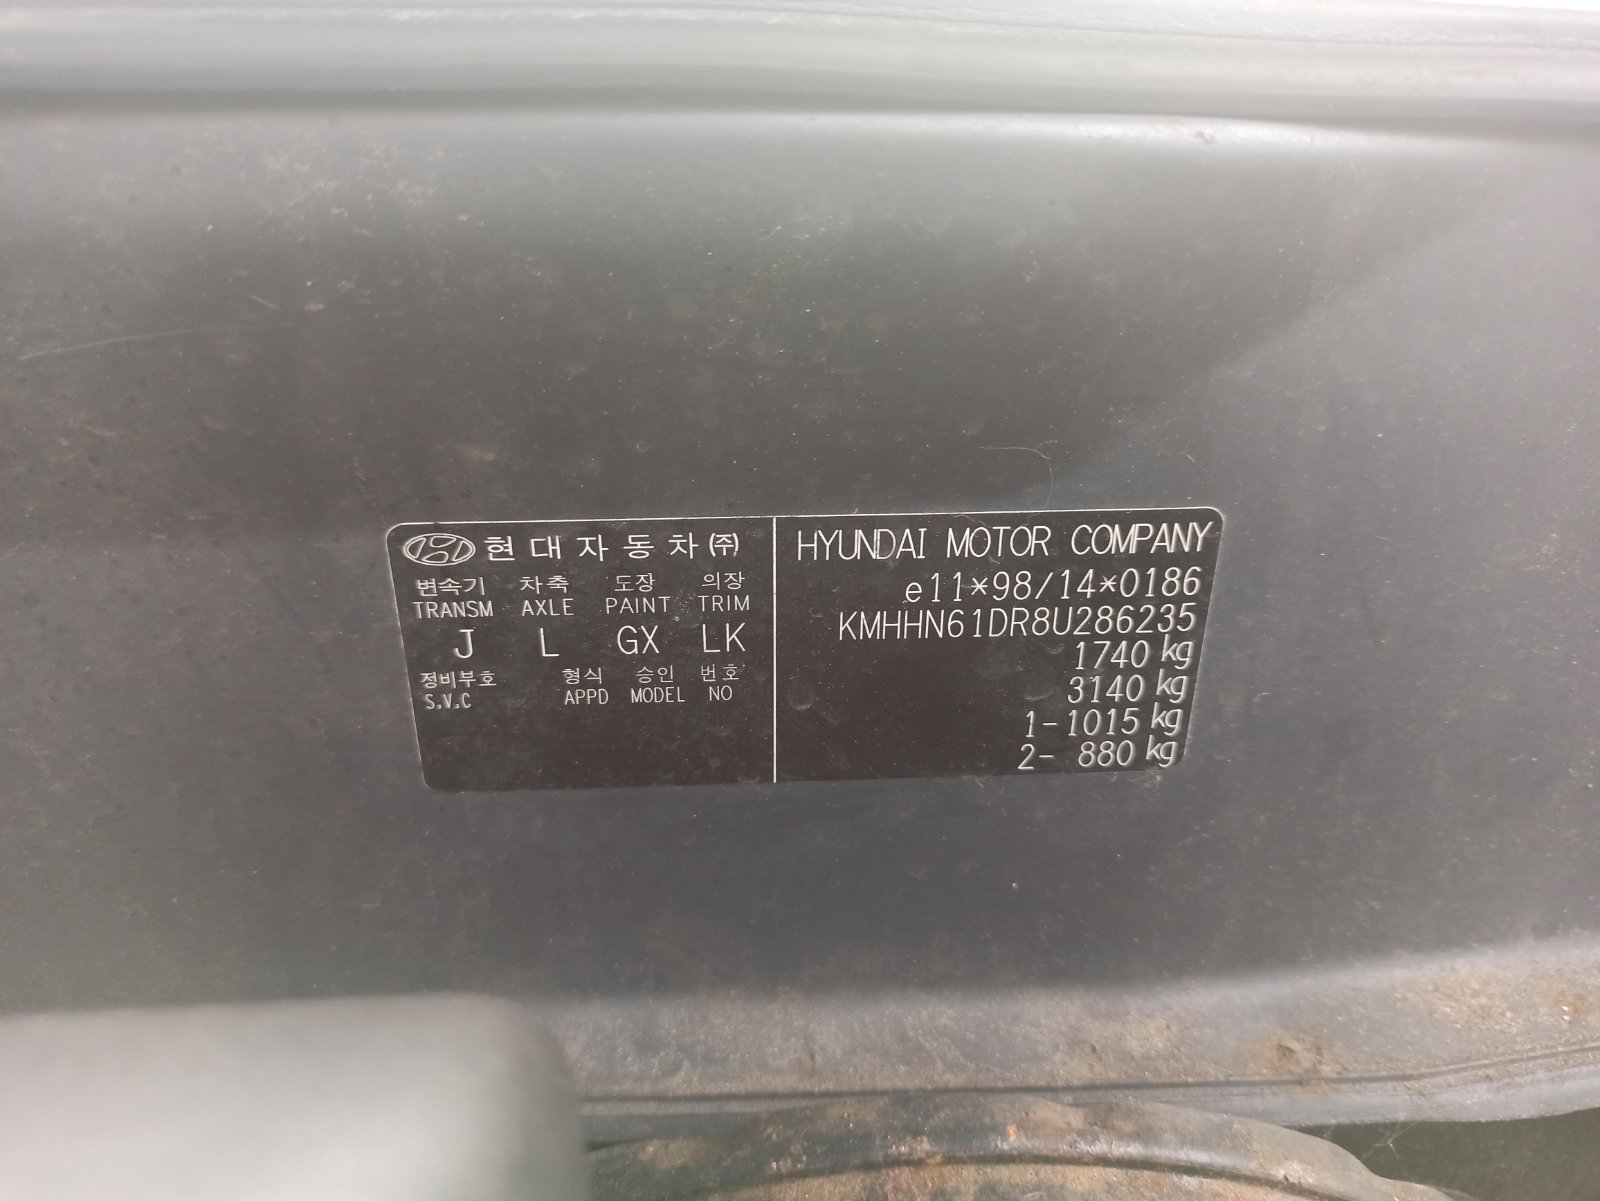 현대자동차㈜
변속기 차축 도장 의장
TRANSM AXLE PAINT TRIM
J L GX LK
정비부호 형식 승인 번호
S.V.C APPD MODEL NO
HYUNDAI MOTOR COMPANY
e11*98/14*0186
KMHHN61DR8U286235
1740 kg
3140 kg
1- 1015 kg
2- 880 kg